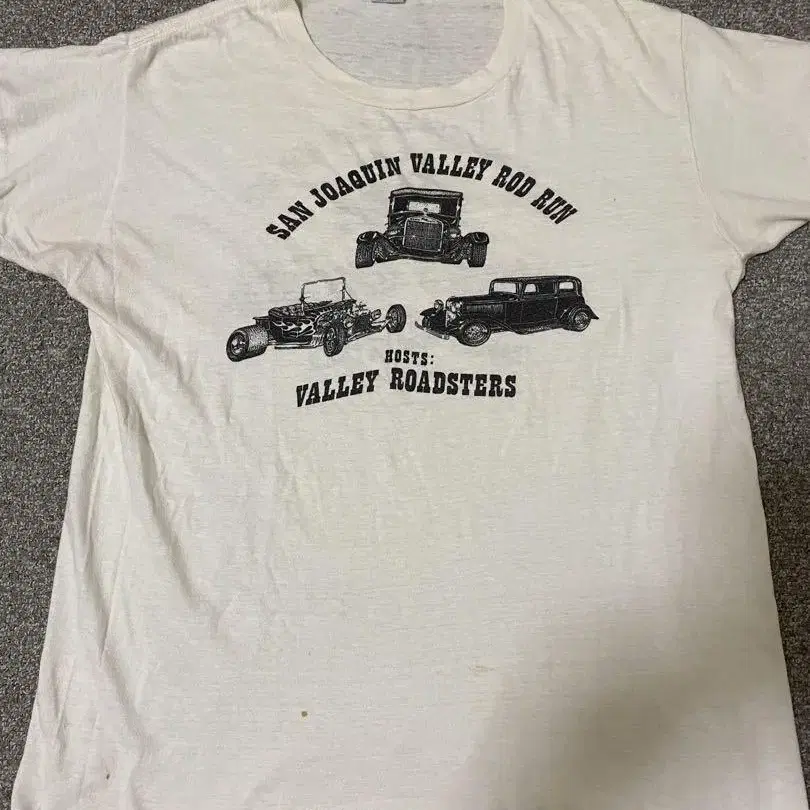 SAN JOAQUIN VALLEY ROD RUN
HOSTS:
VALLEY ROADSTERS